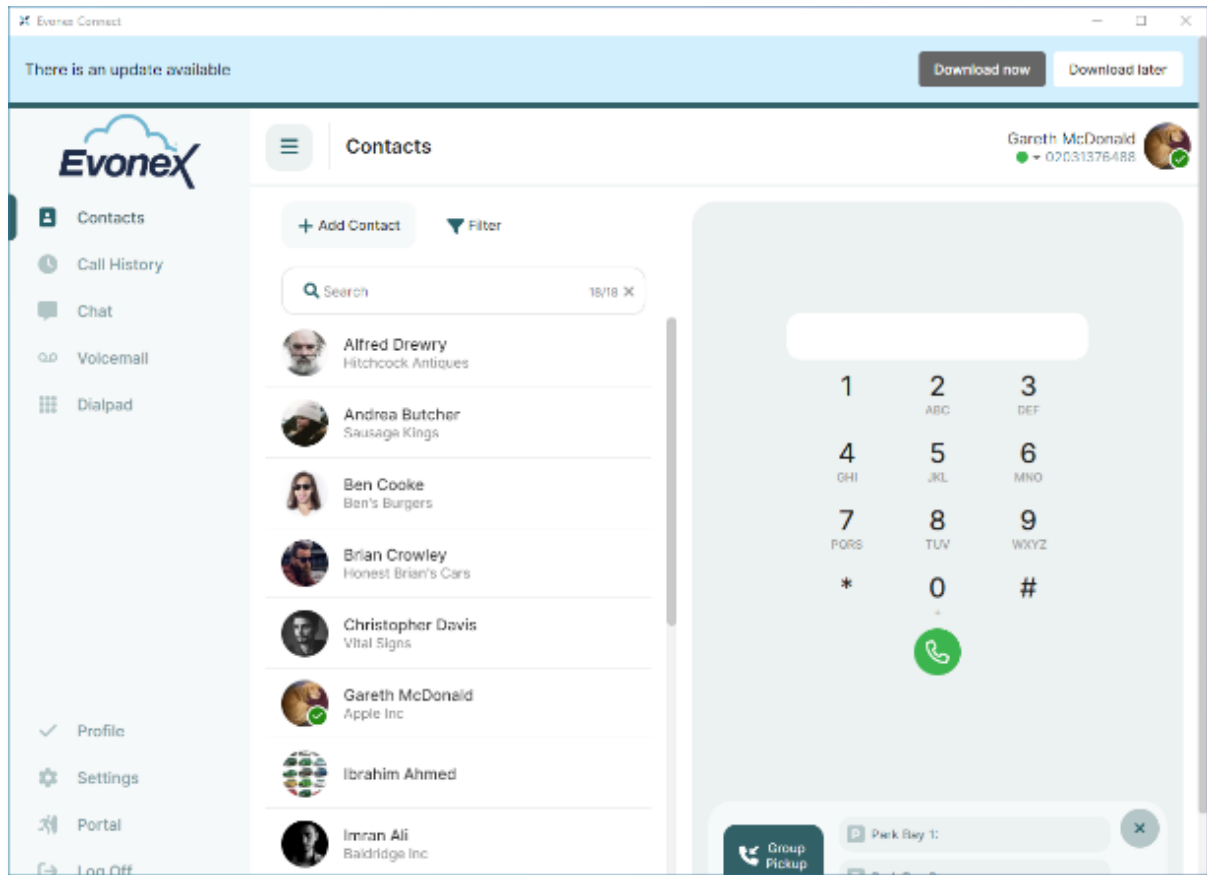 Evonex Connect
There is an update available
Download now
Download later
Evonex
Contacts
Gareth McDonald
02031376488
Contacts
Call History
Chat
Voicemail
Dialpad
Profile
Settings
Portal
Log Off
+ Add Contact
Filter
Search
18/18 ×
Alfred Drewry
Hitchcock Antiques
Andrea Butcher
Sausage Kings
Ben Cooke
Ben's Burgers
Brian Crowley
Honest Brian's Cars
Christopher Davis
Vital Signs
Gareth McDonald
Apple Inc
Ibrahim Ahmed
Imran Ali
Baldridge Inc
1
2
3
ABC
DEF
4
5
6
GHI
JKL
MNO
7
8
9
PQRS
TUV
WXYZ
*
0
#
+
Group
Pickup
P
Park Bay 1: